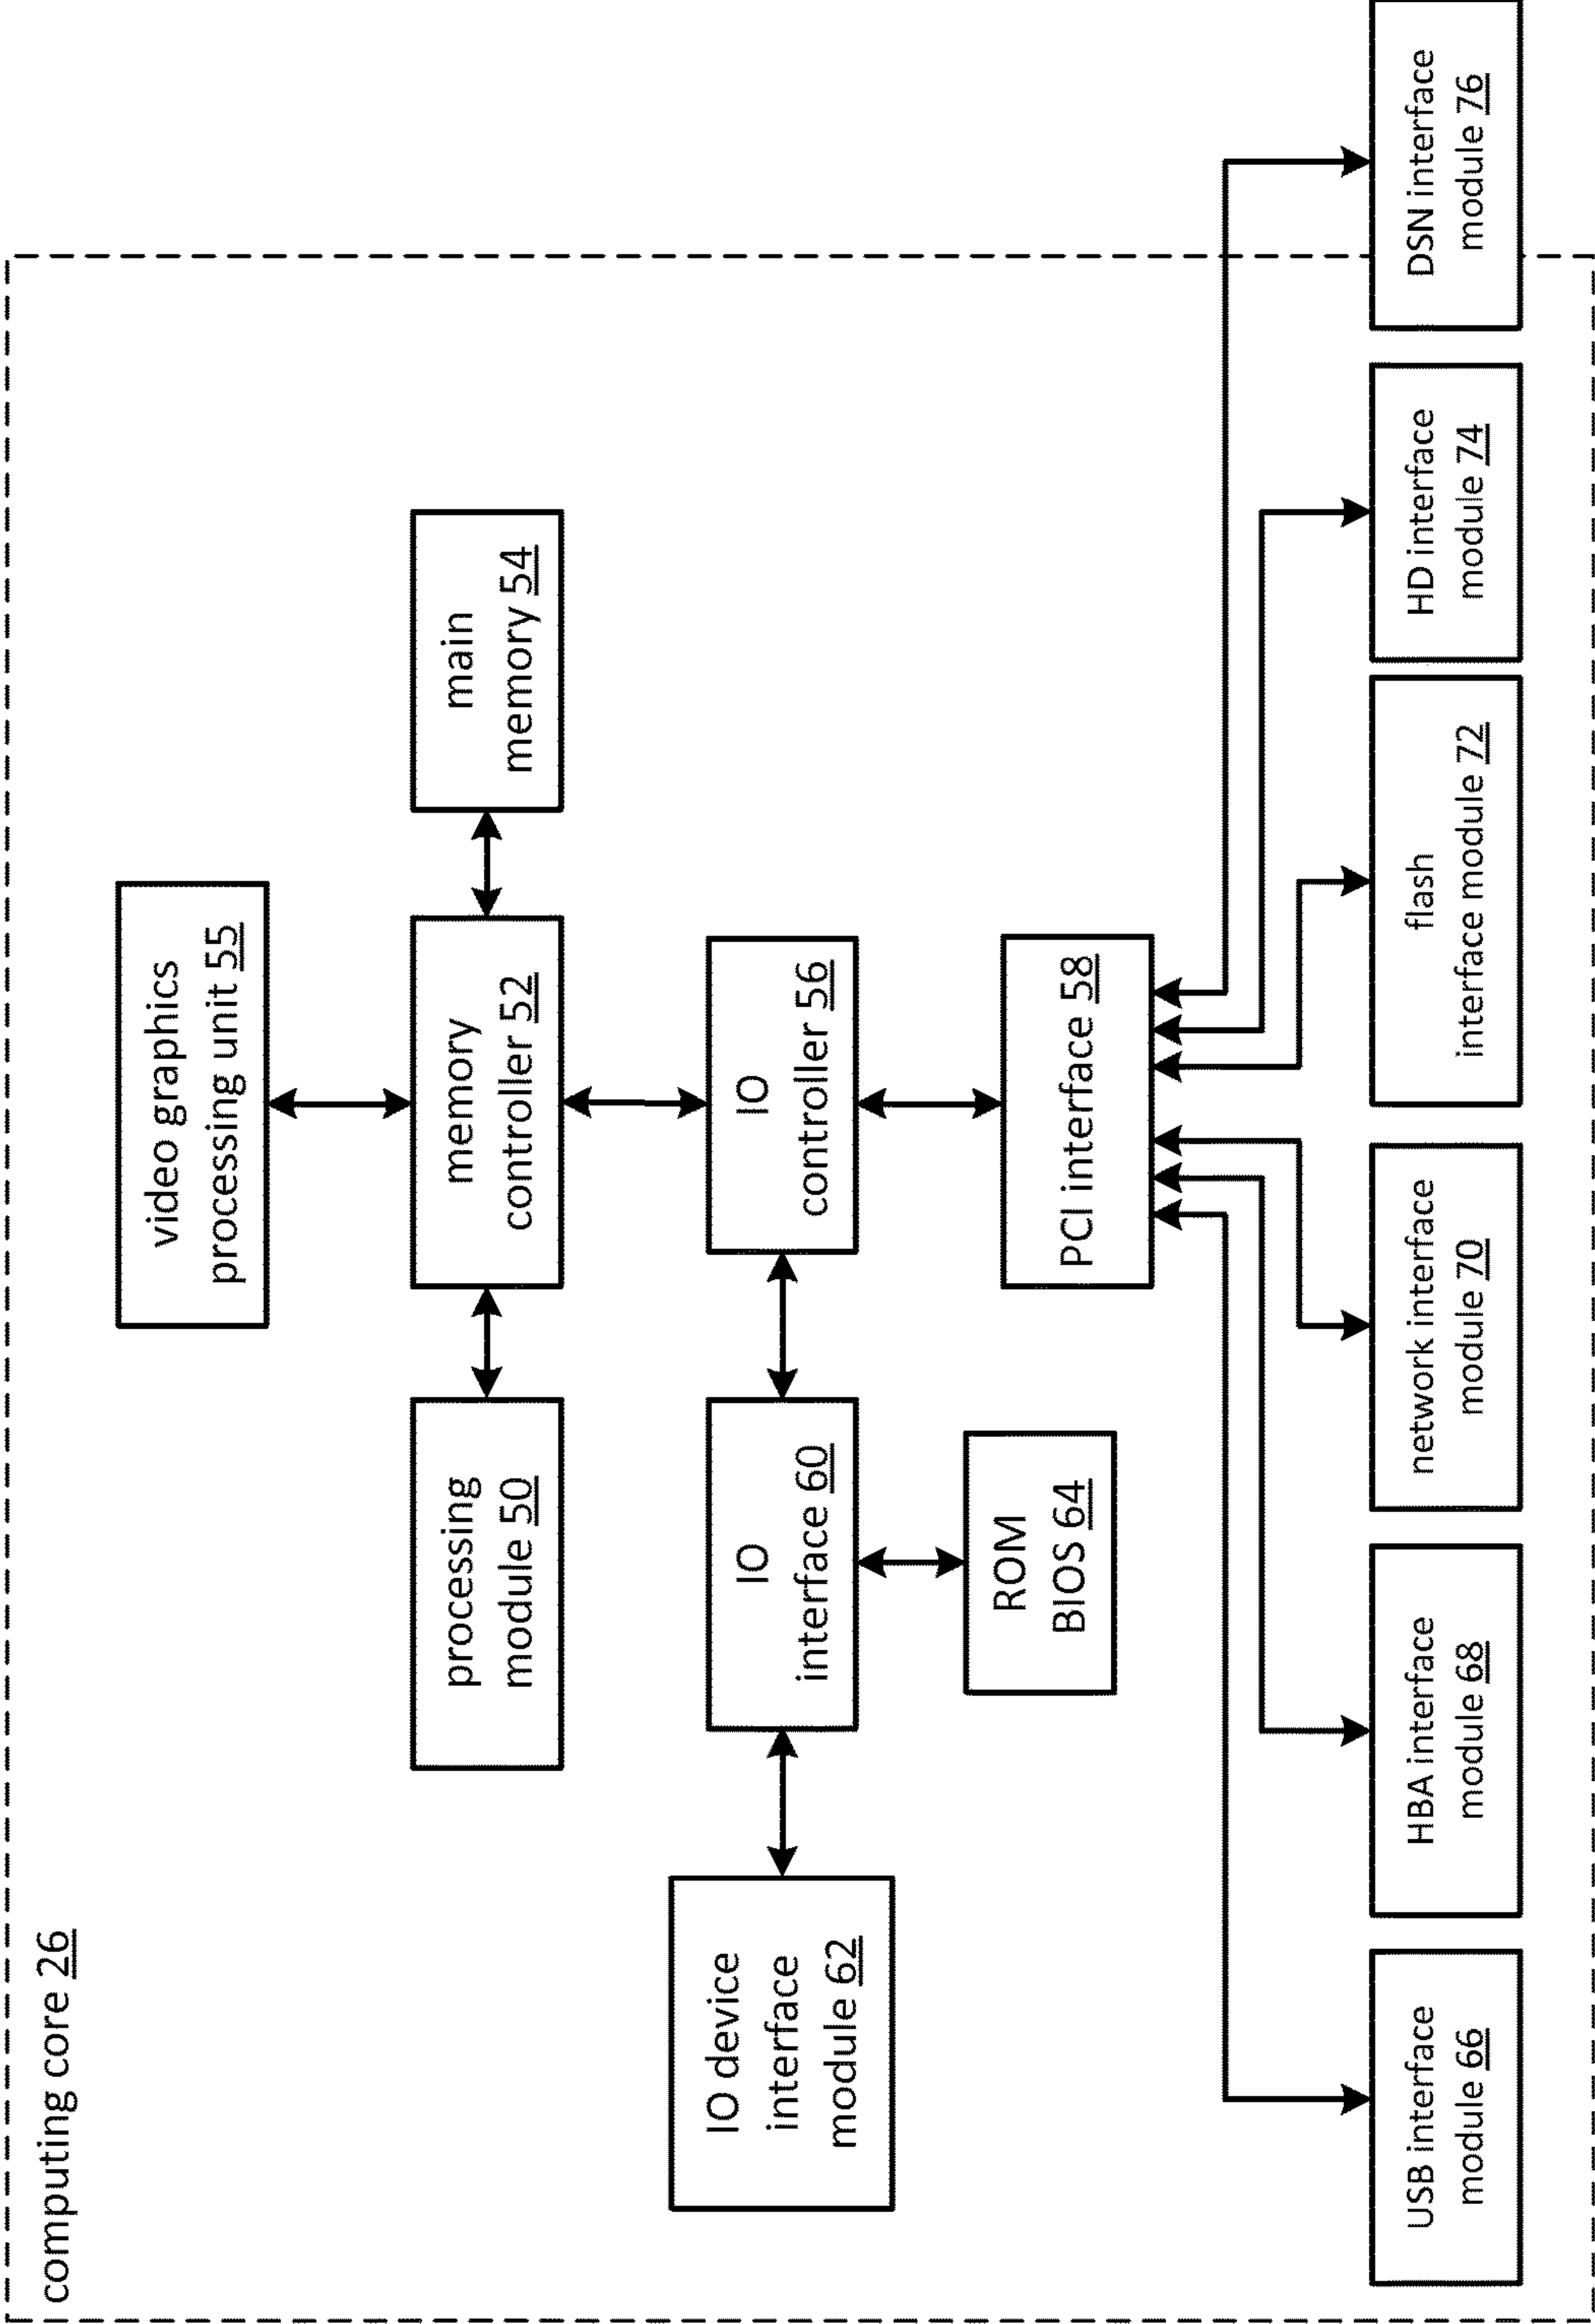 computing core 26
video graphics
processing unit 55
processing
module 50
memory
controller 52
main
memory 54
IO device
interface
module 62
IO
interface 60
IO
controller 56
ROM
BIOS 64
PCI interface 58
USB interface
module 66
HBA interface
module 68
network interface
module 70
flash
interface module 72
HD interface
module 74
DSN interface
module 76